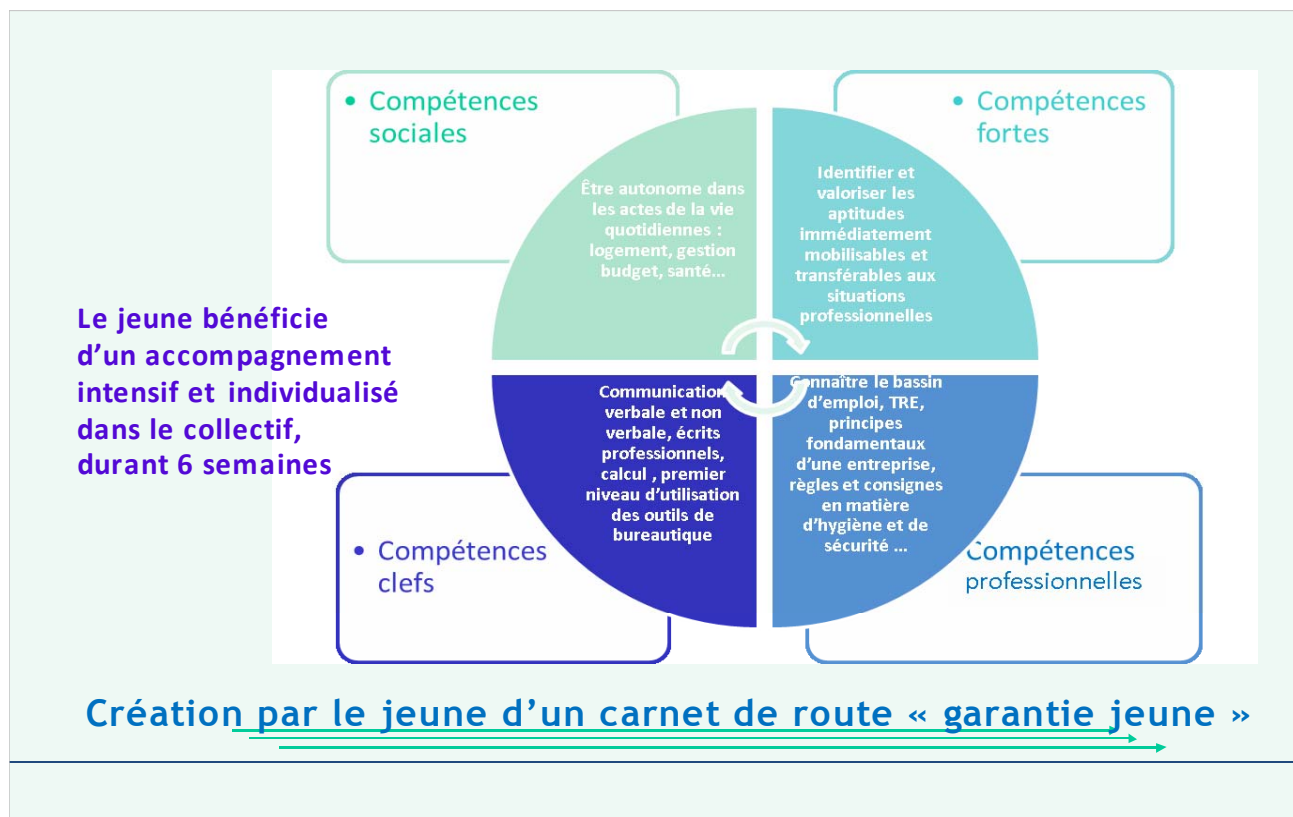 • Compétences
sociales
• Compétences
fortes
Être autonome dans
les actes de la vie
quotidiennes :
logement, gestion
budget, santé...
Identifier et
valoriser les
aptitudes
immédiatement
mobilisables et
transférables aux
situations
professionnelles
Le jeune bénéficie
d’un accompagnement
intensif et individualisé
dans le collectif,
durant 6 semaines
Communication
verbale et non
verbale, écrits
professionnels,
calcul , premier
niveau d’utilisation
des outils de
bureautique
Connaître le bassin
d’emploi, TRE,
principes
fondamentaux
d’une entreprise,
règles et consignes
en matière
d’hygiène et de
sécurité ...
• Compétences
clefs
Compétences
professionnelles
Création par le jeune d’un carnet de route « garantie jeune »